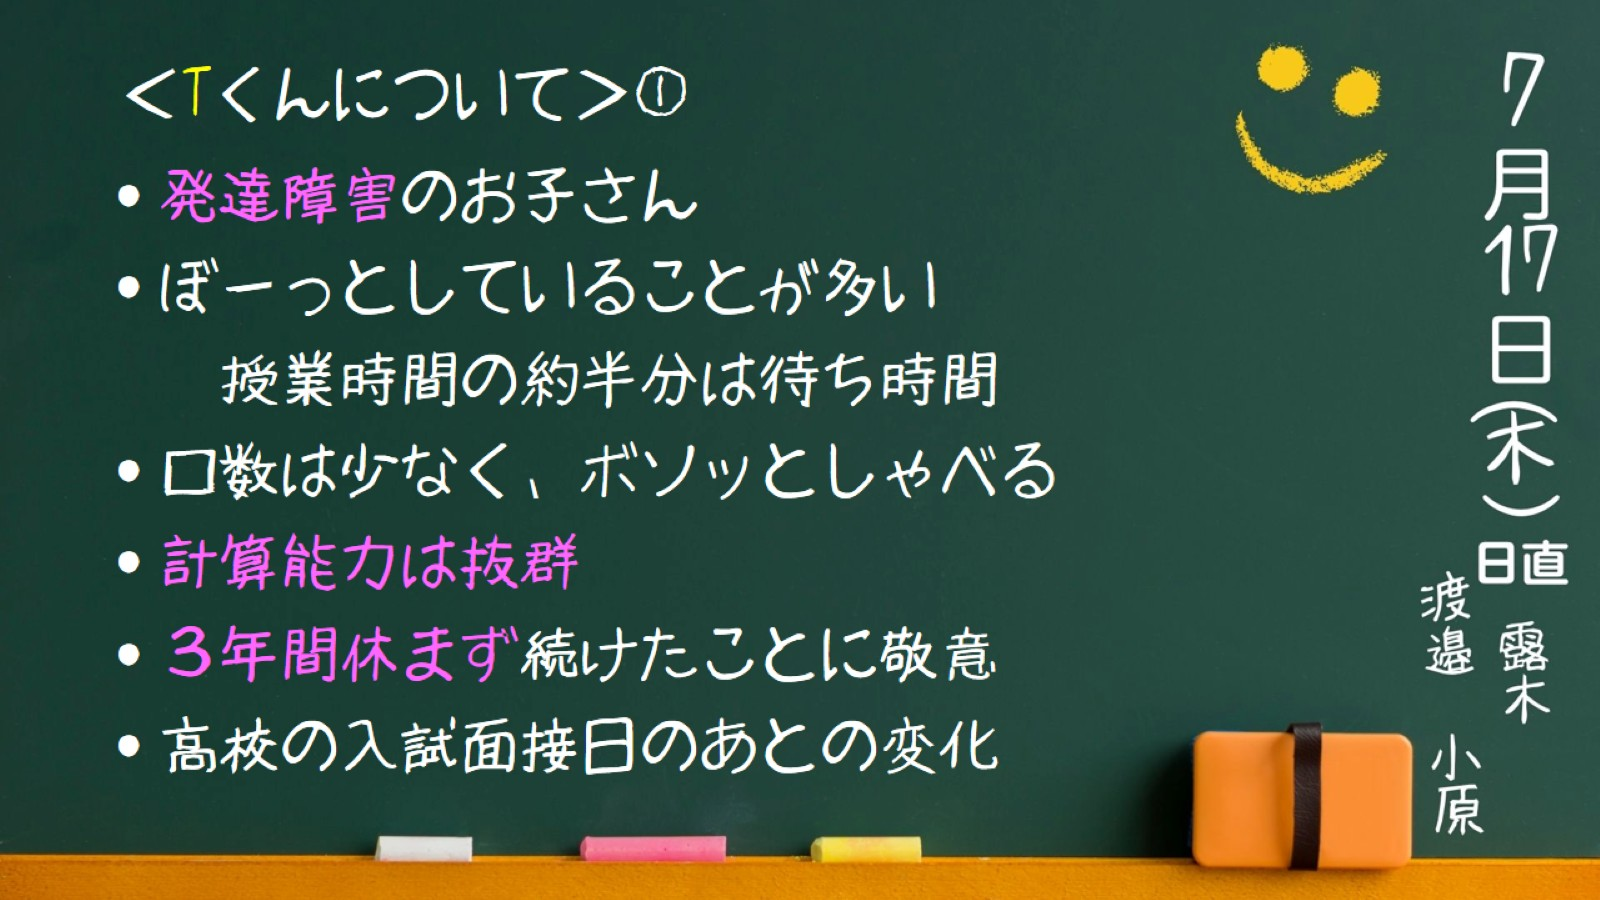 ＜Tくんについて＞①
• 発達障害のお子さん
• ぼーっとしていることが多い
授業時間の約半分は待ち時間
• 口数は少なく、ボソッとしゃべる
• 計算能力は抜群
• ３年間休まず続けたことに敬意
• 高校の入試面接日のあとの変化
7月17日(木)
日直
露木
渡邉
小原